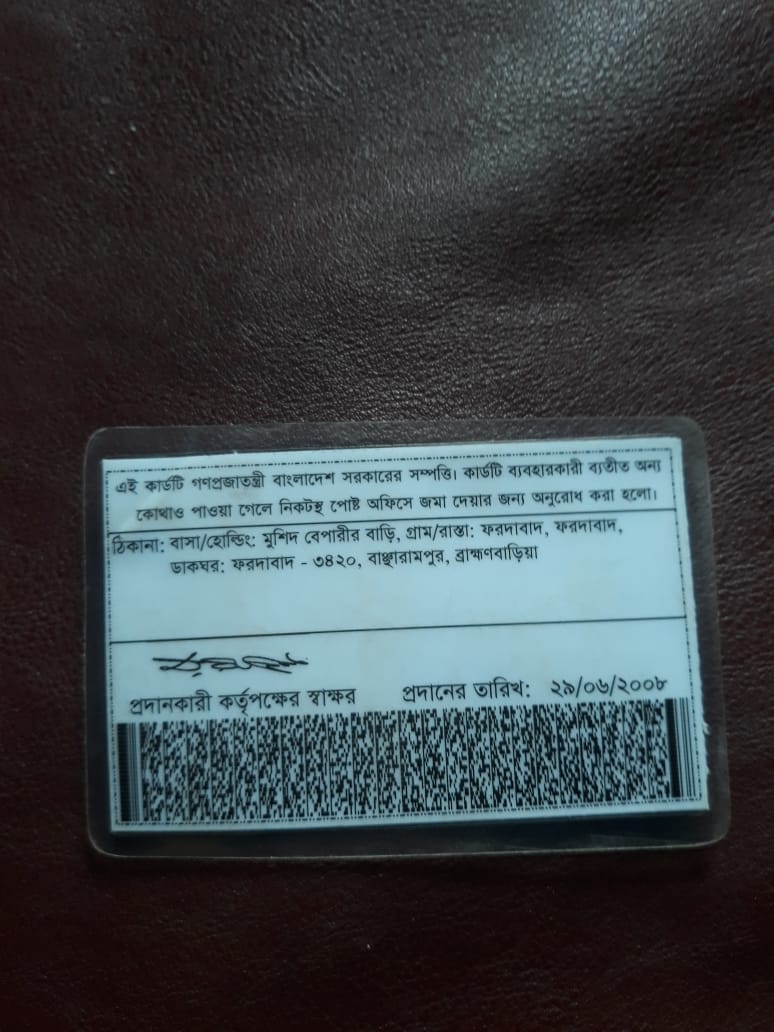 এই কার্ডটি গণপ্রজাতন্ত্রী বাংলাদেশ সরকারের সম্পত্তি। কার্ডটি ব্যবহারকারী ব্যতীত অন্য
কোথাও পাওয়া গেলে নিকটস্থ পোষ্ট অফিসে জমা দেয়ার জন্য অনুরোধ করা হলো।
ঠিকানা: বাসা/হোল্ডিং: মুশিদ বেপারীর বাড়ি, গ্রাম/রাস্তা: ফরদাবাদ, ফরদাবাদ,
ডাকঘর: ফরদাবাদ - ৩৪২০, বাঞ্ছারামপুর, ব্রাহ্মণবাড়িয়া
প্রদানকারী কর্তৃপক্ষের স্বাক্ষর প্রদানের তারিখ: ২৯/০৬/২০০৮